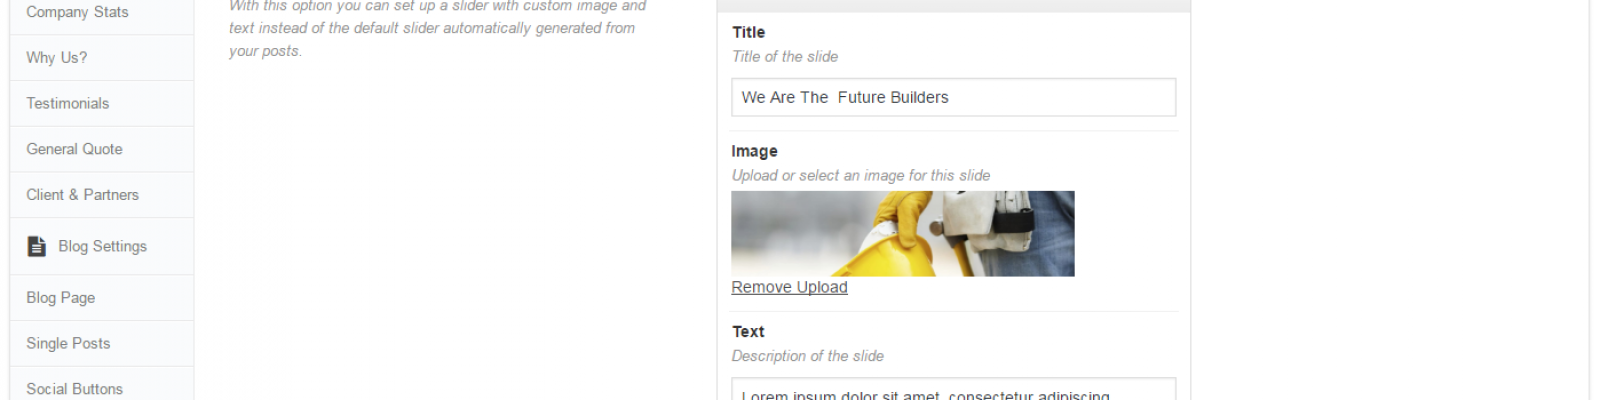 Company Stats
Why Us?
Testimonials
General Quote
Client & Partners
Blog Settings
Blog Page
Single Posts
Social Buttons
With this option you can set up a slider with custom image and
text instead of the default slider automatically generated from
your posts.
Title
Title of the slide
We Are The  Future Builders
Image
Upload or select an image for this slide
Remove Upload
Text
Description of the slide
Lorem ipsum dolor sit amet, consectetur adipiscing